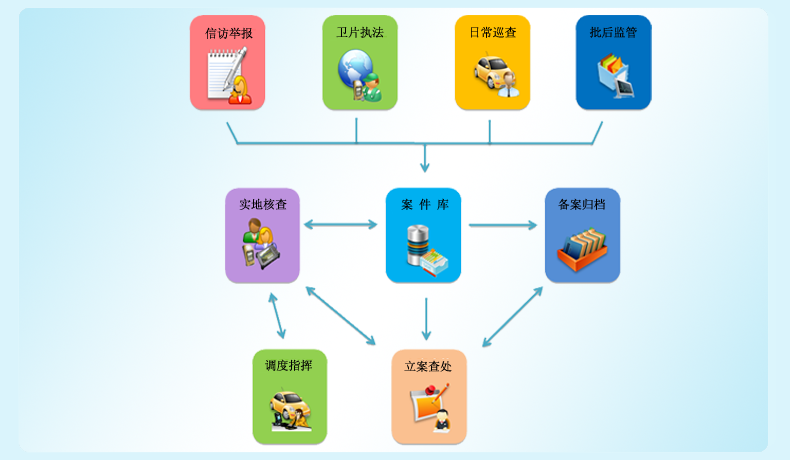 信访举报
卫片执法
日常巡查
批后监管
实地核查
案 件 库
备案归档
调度指挥
立案查处